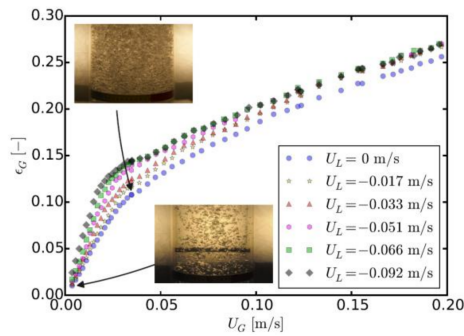 0.30
0.25
0.20
0.15
0.10
0.05
0.00
ϵ_G [−]
0.00 0.05 0.10 0.15 0.20
U_G [m/s]
U_L = 0 m/s
U_L = −0.017 m/s
U_L = −0.033 m/s
U_L = −0.051 m/s
U_L = −0.066 m/s
U_L = −0.092 m/s